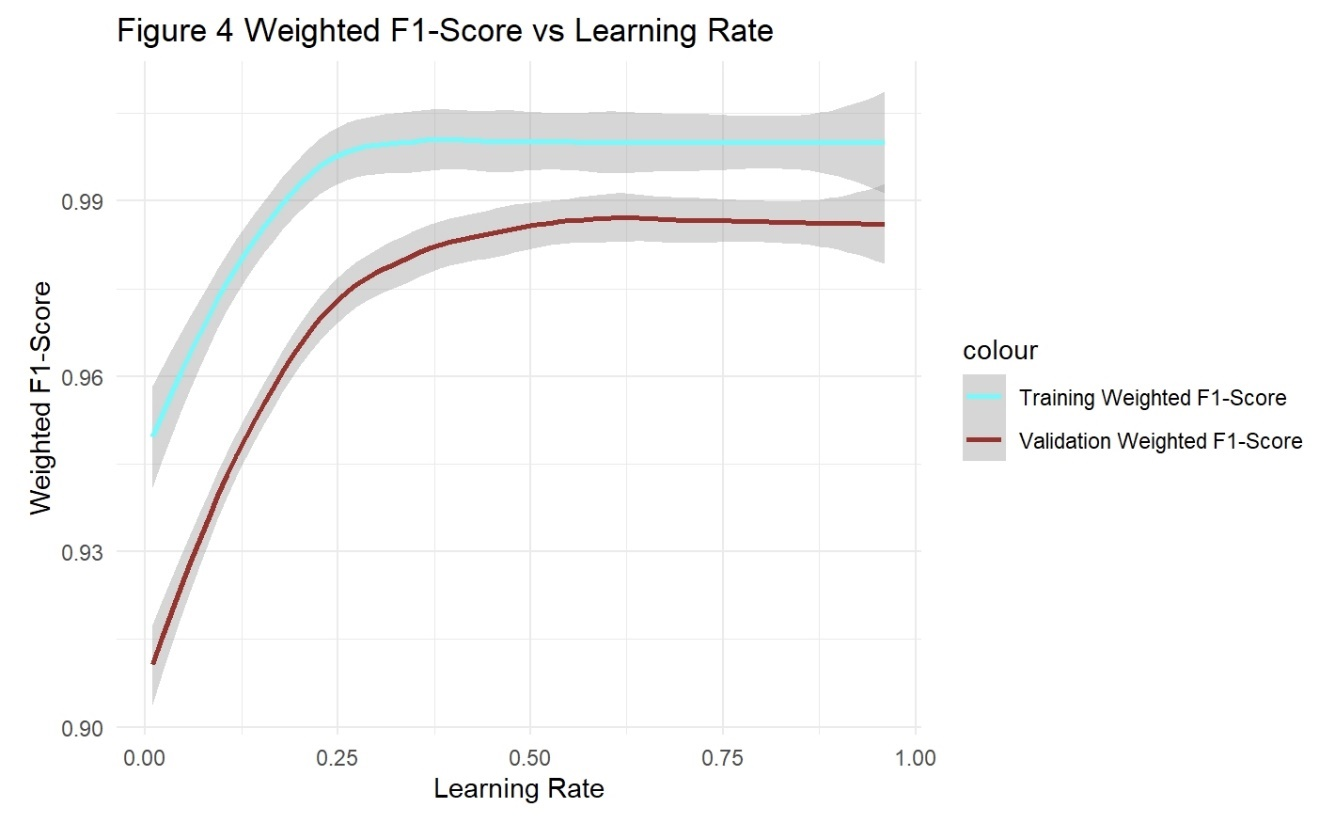 Figure 4 Weighted F1-Score vs Learning Rate
Weighted F1-Score
0.99
0.96
0.93
0.90
0.00 0.25 0.50 0.75 1.00
Learning Rate
colour
Training Weighted F1-Score
Validation Weighted F1-Score